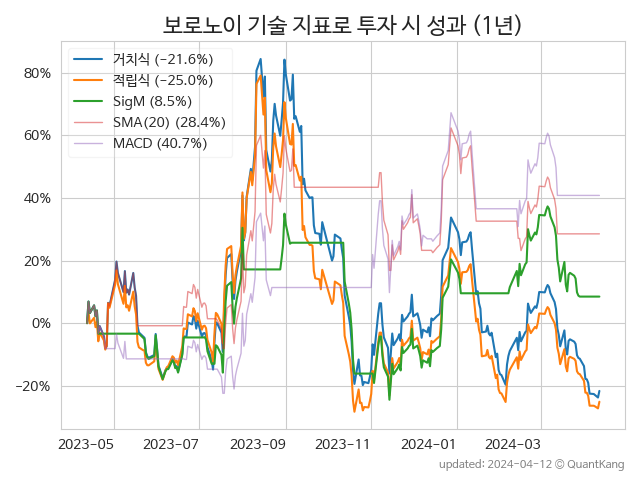 보로노이 기술 지표로 투자 시 성과 (1년)
거치식 (−21.6%)
적립식 (−25.0%)
SigM (8.5%)
SMA(20) (28.4%)
MACD (40.7%)
80%
60%
40%
20%
0%
−20%
2023-05 2023-07 2023-09 2023-11 2024-01 2024-03
updated: 2024-04-12 © QuantKang